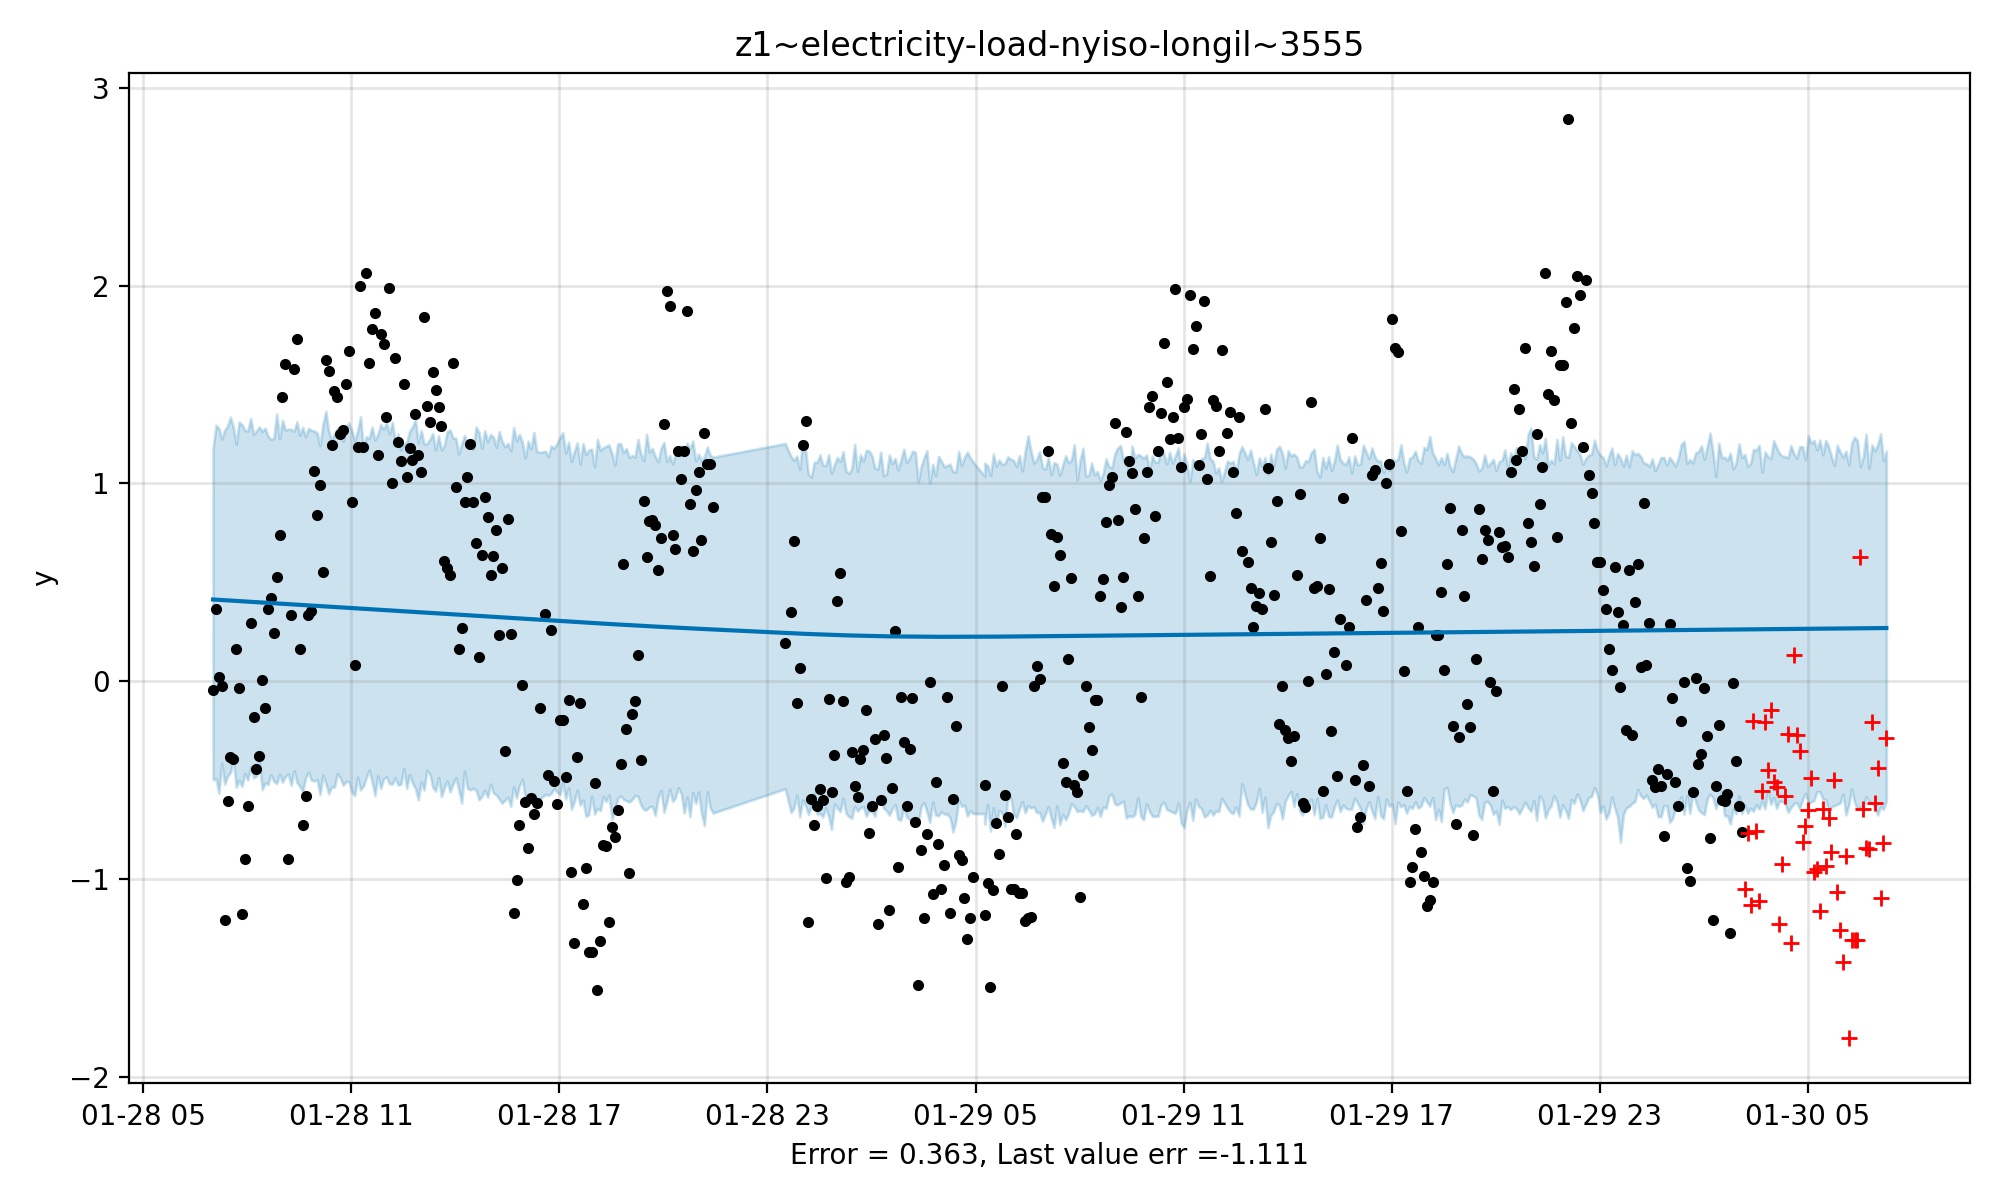 z1~electricity-load-nyiso-longil~3555
y
3
2
1
0
−1
−2
01-28 05 01-28 11 01-28 17 01-28 23 01-29 05 01-29 11 01-29 17 01-29 23 01-30 05
Error = 0.363, Last value err =-1.111